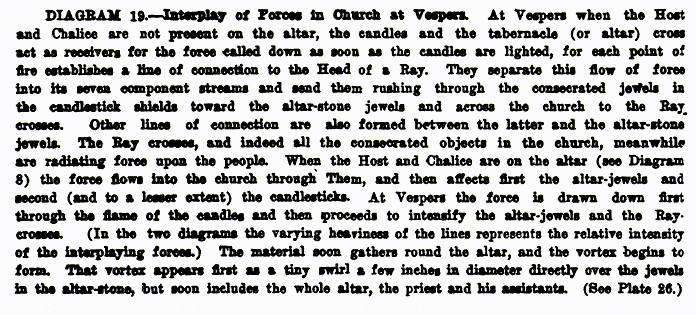 DIAGRAM 19.—Interplay of Forces in Church at Vespers. At Vespers when the Host
and Chalice are not present on the altar, the candles and the tabernacle (or altar) cross
act as receivers for the force called down as soon as the candles are lighted, for each point of
fire establishes a line of connection to the Head of a Ray. They separate this flow of force
into its seven component streams and send them rushing through the consecrated jewels in
the candlestick shields toward the altar-stone jewels and across the church to the Ray
crosses. Other lines of connection are also formed between the latter and the altar-stone
jewels. The Ray crosses, and indeed all the consecrated objects in the church, meanwhile
are radiating force upon the people. When the Host and Chalice are on the altar (see Diagram
8) the force flows into the church through Them, and then affects first the altar-jewels and
second (and to a lesser extent) the candlesticks. At Vespers the force is drawn down first
through the flame of the candles and then proceeds to intensify the altar-jewels and the Ray-
crosses. (In the two diagrams the varying heaviness of the lines represents the relative intensity
of the interplaying forces.) The material soon gathers round the altar, and the vortex begins to
form. That vortex appears first as a tiny swirl a few inches in diameter directly over the jewels
in the altar-stone, but soon includes the whole altar, the priest and his assistants. (See Plate 26.)